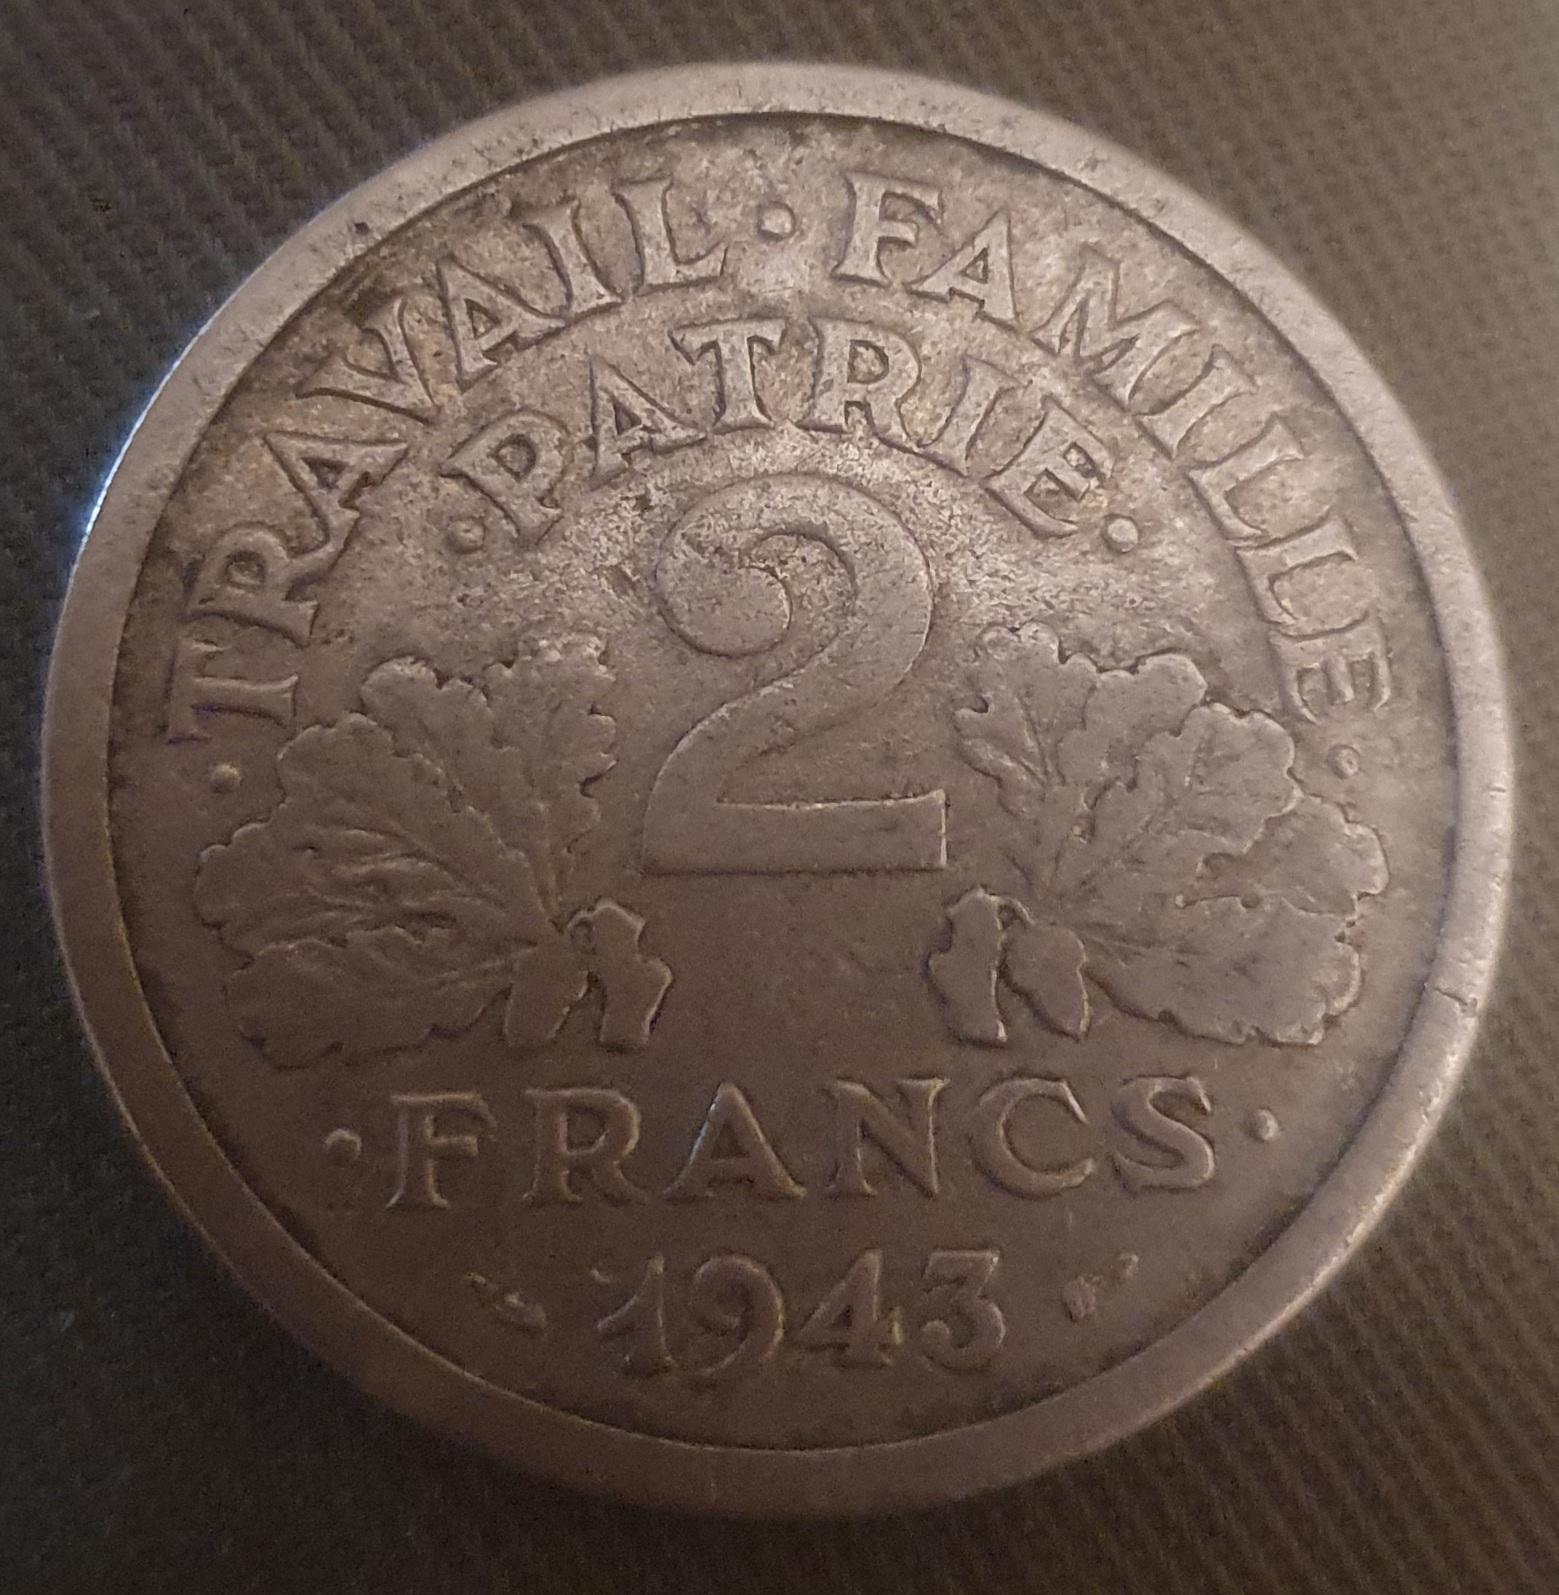 ·TRAVAIL·FAMILLE·
·PATRIE·
2
·FRANCS·
1943